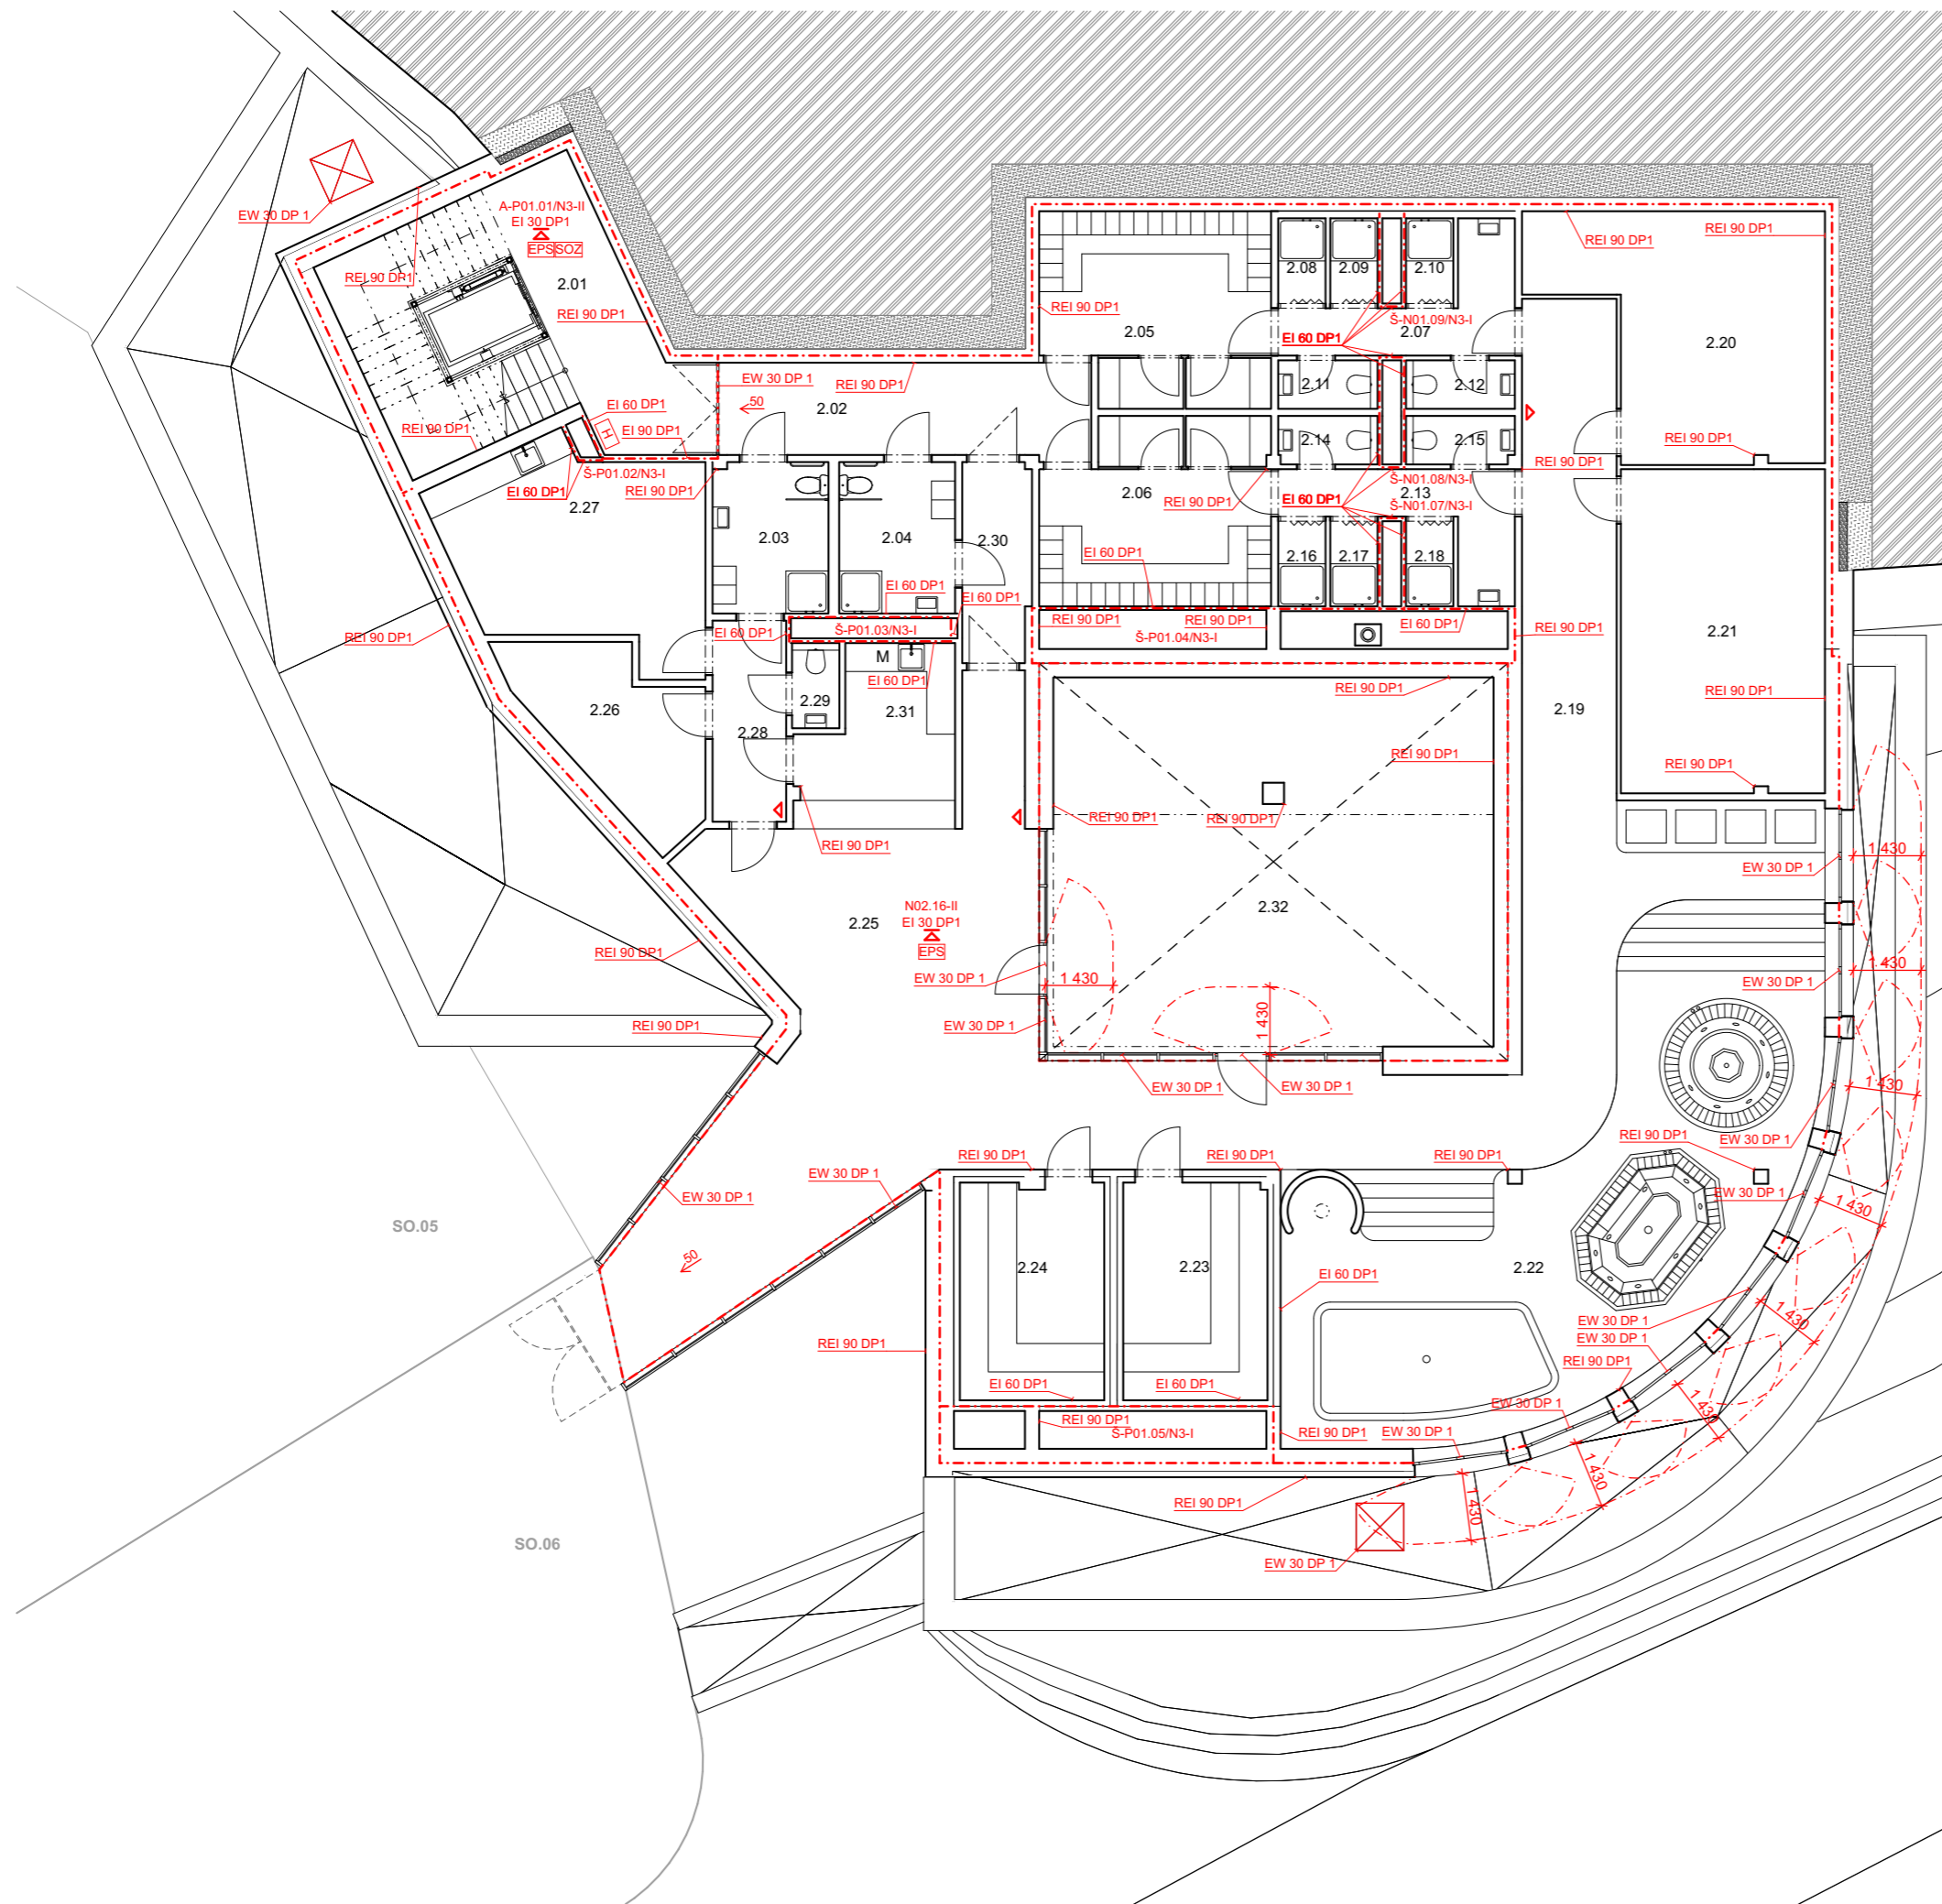 EW 30 DP 1
A-P01.01/N3-II
EI 30 DP1
EPS SOZ
REI 90 DP1
REI 90 DP1
REI 90 DP1
2.01
REI 90 DP1
2.08
2.09
2.10
REI 90 DP1
2.05
Š-N01.09/N3-I
REI 90 DP1
EI 60 DP1
2.07
2.20
EW 30 DP 1
REI 90 DP1
2.11
2.12
50
2.02
EI 60 DP1
H
REI 90 DP1
EI 90 DP1
2.14
2.15
REI 90 DP1
REI 90 DP1
Š-P01.02/N3-I
Š-N01.08/N3-I
EI 60 DP1
REI 90 DP1
2.06
REI 90 DP1
EI 60 DP1
2.13
Š-N01.07/N3-I
2.27
2.03
2.04
2.30
EI 60 DP1
2.16
2.17
2.18
EI 60 DP1
EI 60 DP1
REI 90 DP1
EI 60 DP1
Š-P01.03/N3-I
REI 90 DP1
REI 90 DP1
Š-P01.04/N3-I
EI 60 DP1
REI 90 DP1
2.21
M
EI 60 DP1
REI 90 DP1
REI 90 DP1
2.29
2.26
2.31
2.19
2.28
REI 90 DP1
REI 90 DP1
REI 90 DP1
REI 90 DP1
REI 90 DP1
1 430
EW 30 DP 1
N02.16-II
2.25
EI 30 DP1
EPS
2.32
REI 90 DP1
EW 30 DP 1
1 430
1 430
EW 30 DP 1
REI 90 DP1
EW 30 DP 1
1 430
EW 30 DP 1
EW 30 DP 1
1 430
REI 90 DP1
EW 30 DP 1
REI 90 DP1
REI 90 DP1
REI 90 DP1
EW 30 DP 1
EW 30 DP 1
EW 30 DP 1
1 430
SO.05
50
2.24
2.23
EI 60 DP1
2.22
1 430
EW 30 DP 1
EW 30 DP 1
REI 90 DP1
REI 90 DP1
EI 60 DP1
EI 60 DP1
EW 30 DP 1
1 430
REI 90 DP1
Š-P01.05/N3-I
REI 90 DP1
EW 30 DP 1
1 430
REI 90 DP1
1 430
SO.06
EW 30 DP 1